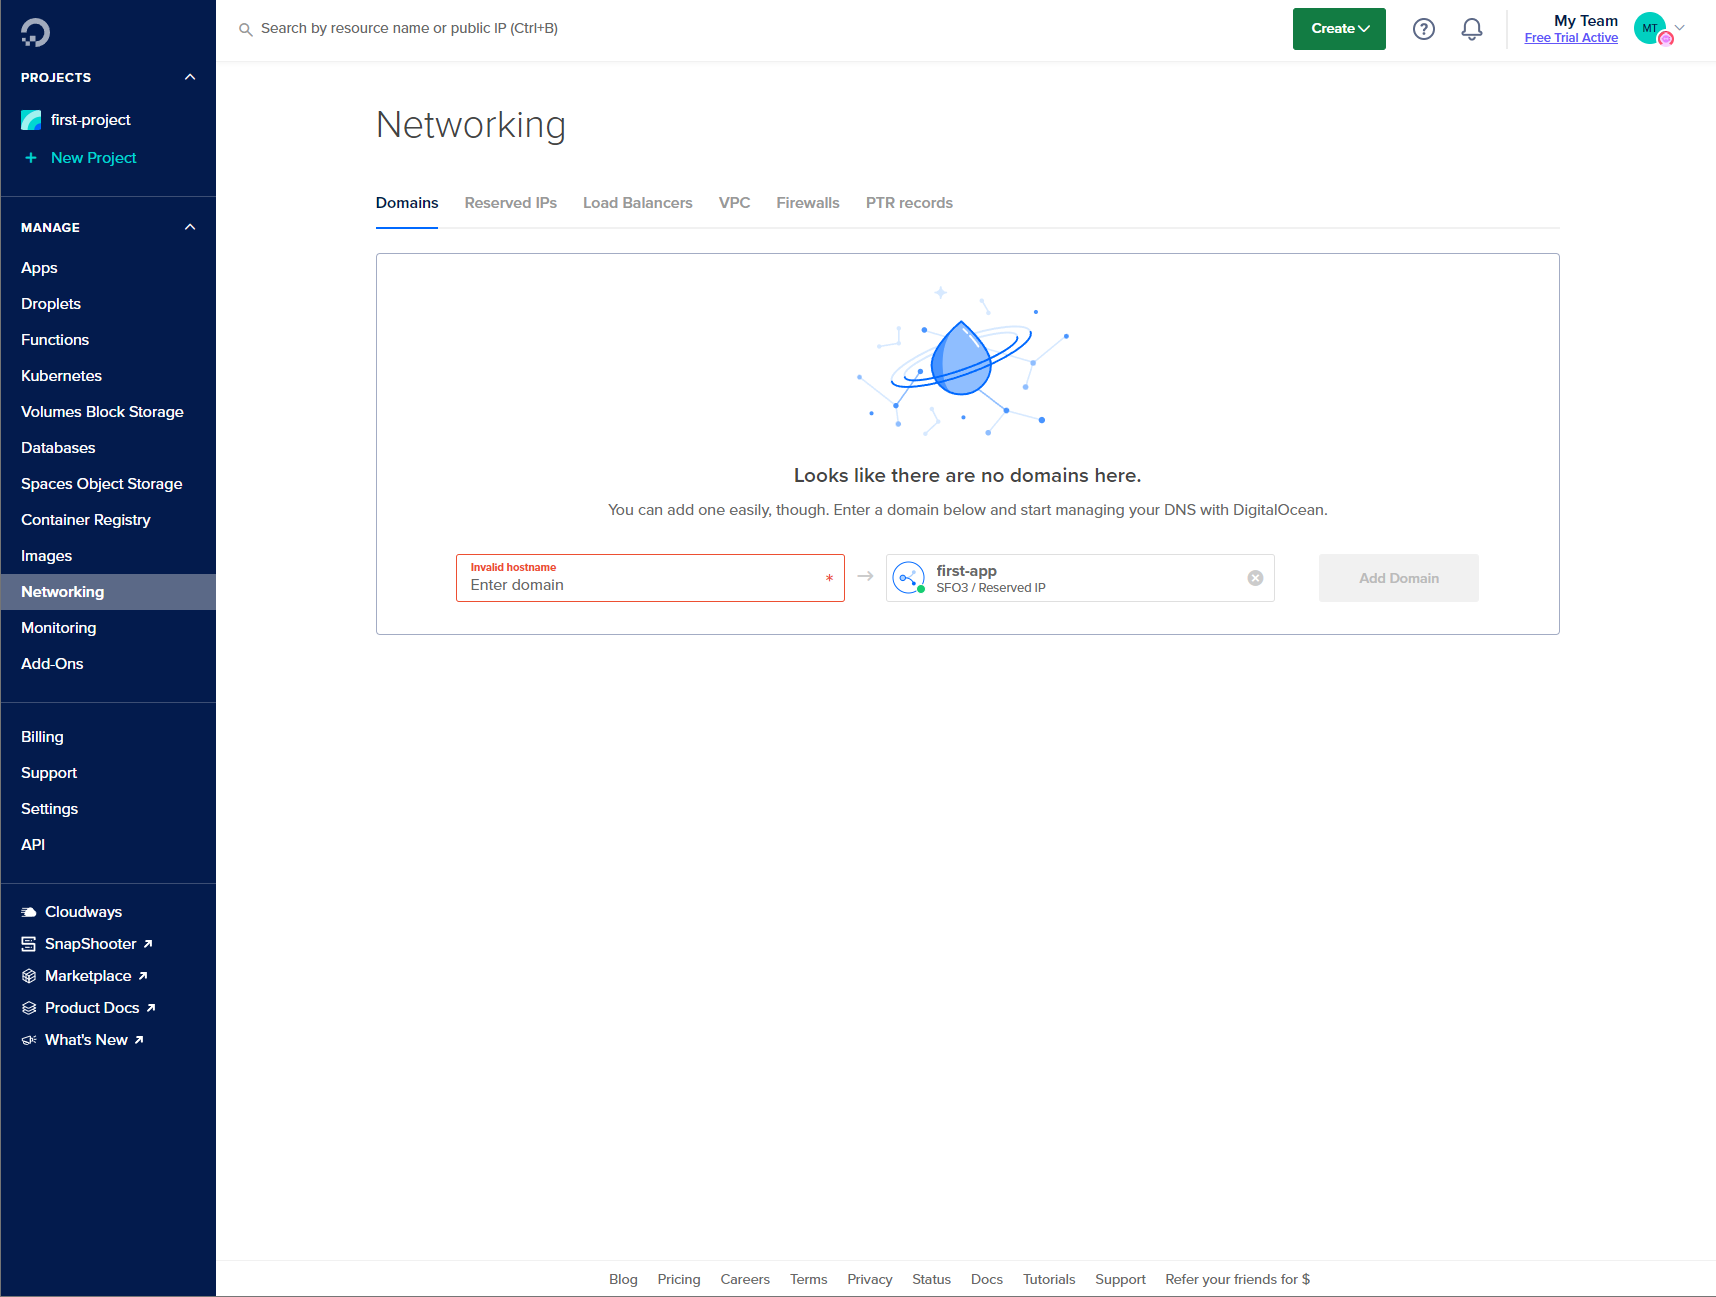 Search by resource name or public IP (Ctrl+B)
Create
My Team
Free Trial Active
MT
PROJECTS
first-project
New Project
MANAGE
Apps
Droplets
Functions
Kubernetes
Volumes Block Storage
Databases
Spaces Object Storage
Container Registry
Images
Networking
Monitoring
Add-Ons
Billing
Support
Settings
API
Cloudways
SnapShooter
Marketplace
Product Docs
What's New
Networking
Domains Reserved IPs Load Balancers VPC Firewalls PTR records
Looks like there are no domains here.
You can add one easily, though. Enter a domain below and start managing your DNS with DigitalOcean.
Invalid hostname
Enter domain *
first-app
SFO3 / Reserved IP
Add Domain
Blog Pricing Careers Terms Privacy Status Docs Tutorials Support Refer your friends for $